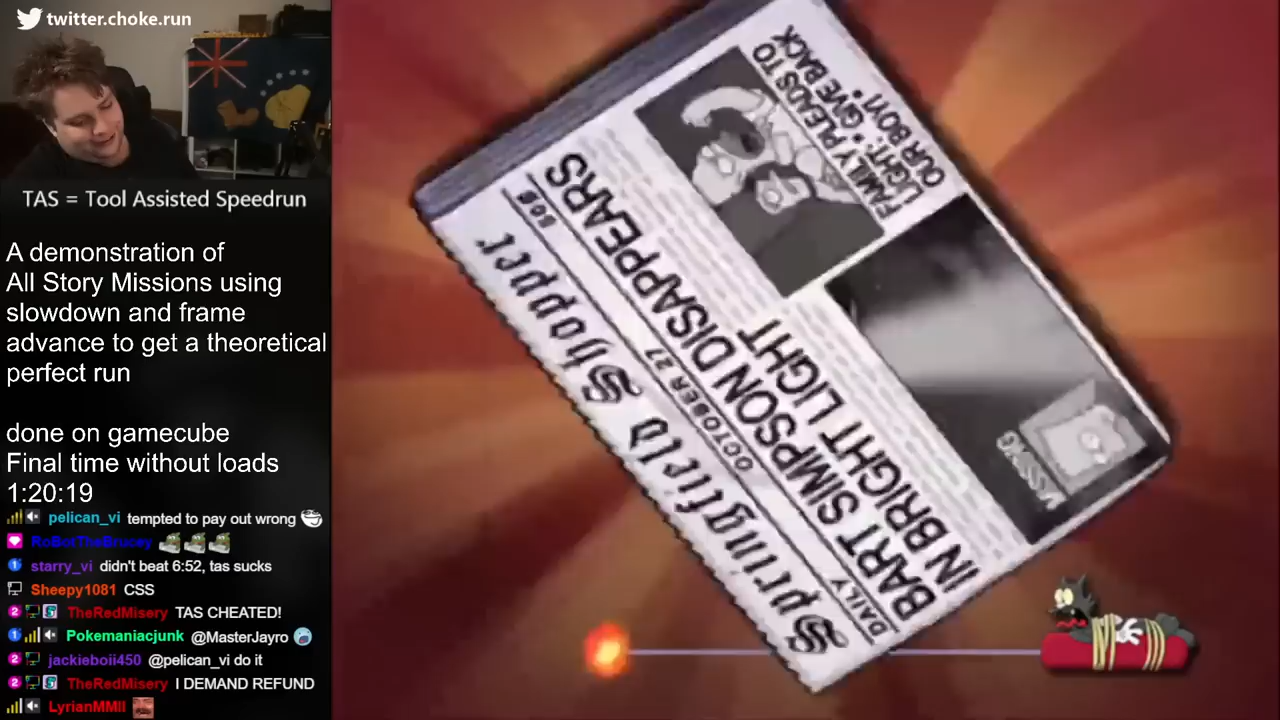 twitter.choke.run
TAS = Tool Assisted Speedrun
A demonstration of
All Story Missions using
slowdown and frame
advance to get a theoretical
perfect run
done on gamecube
Final time without loads
1:20:19
pelican_vi tempted to pay out wrong
RoBotTheBrucey
starry_vi didn't beat 6:52, tas sucks
Sheepy1081 CSS
TheRedMisery TAS CHEATED!
Pokemaniacjunk @MasterJayro
jackieboii450 @pelican_vi do it
TheRedMisery I DEMAND REFUND
LyrianMMII
Springfield Shopper
DAILY OCTOBER 27 50¢
BART SIMPSON DISAPPEARS
IN BRIGHT LIGHT
FAMILY PLEADS TO
LIGHT: "GIVE BACK
OUR BOY!"
MISSING